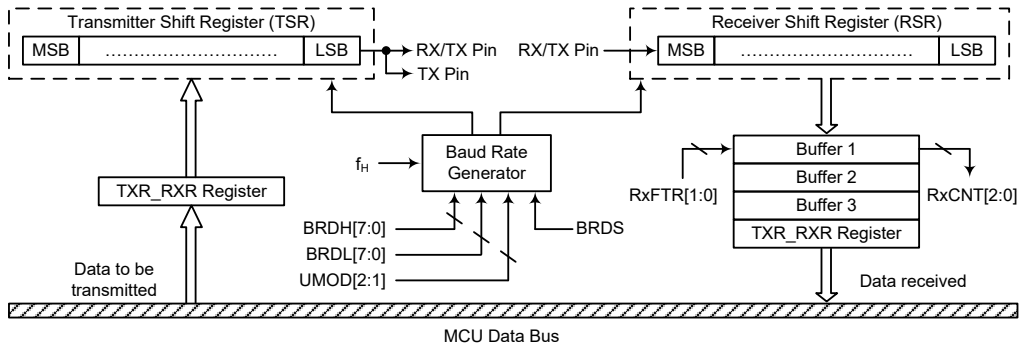 Transmitter Shift Register (TSR)
MSB ………………………… LSB
RX/TX Pin
TX Pin
RX/TX Pin
Receiver Shift Register (RSR)
MSB ………………………… LSB
fH
Baud Rate
Generator
BRDH[7:0]
BRDL[7:0]
UMOD[2:1]
BRDS
TXR_RXR Register
Data to be
transmitted
RxFTR[1:0]
Buffer 1
Buffer 2
Buffer 3
TXR_RXR Register
RxCNT[2:0]
Data received
MCU Data Bus